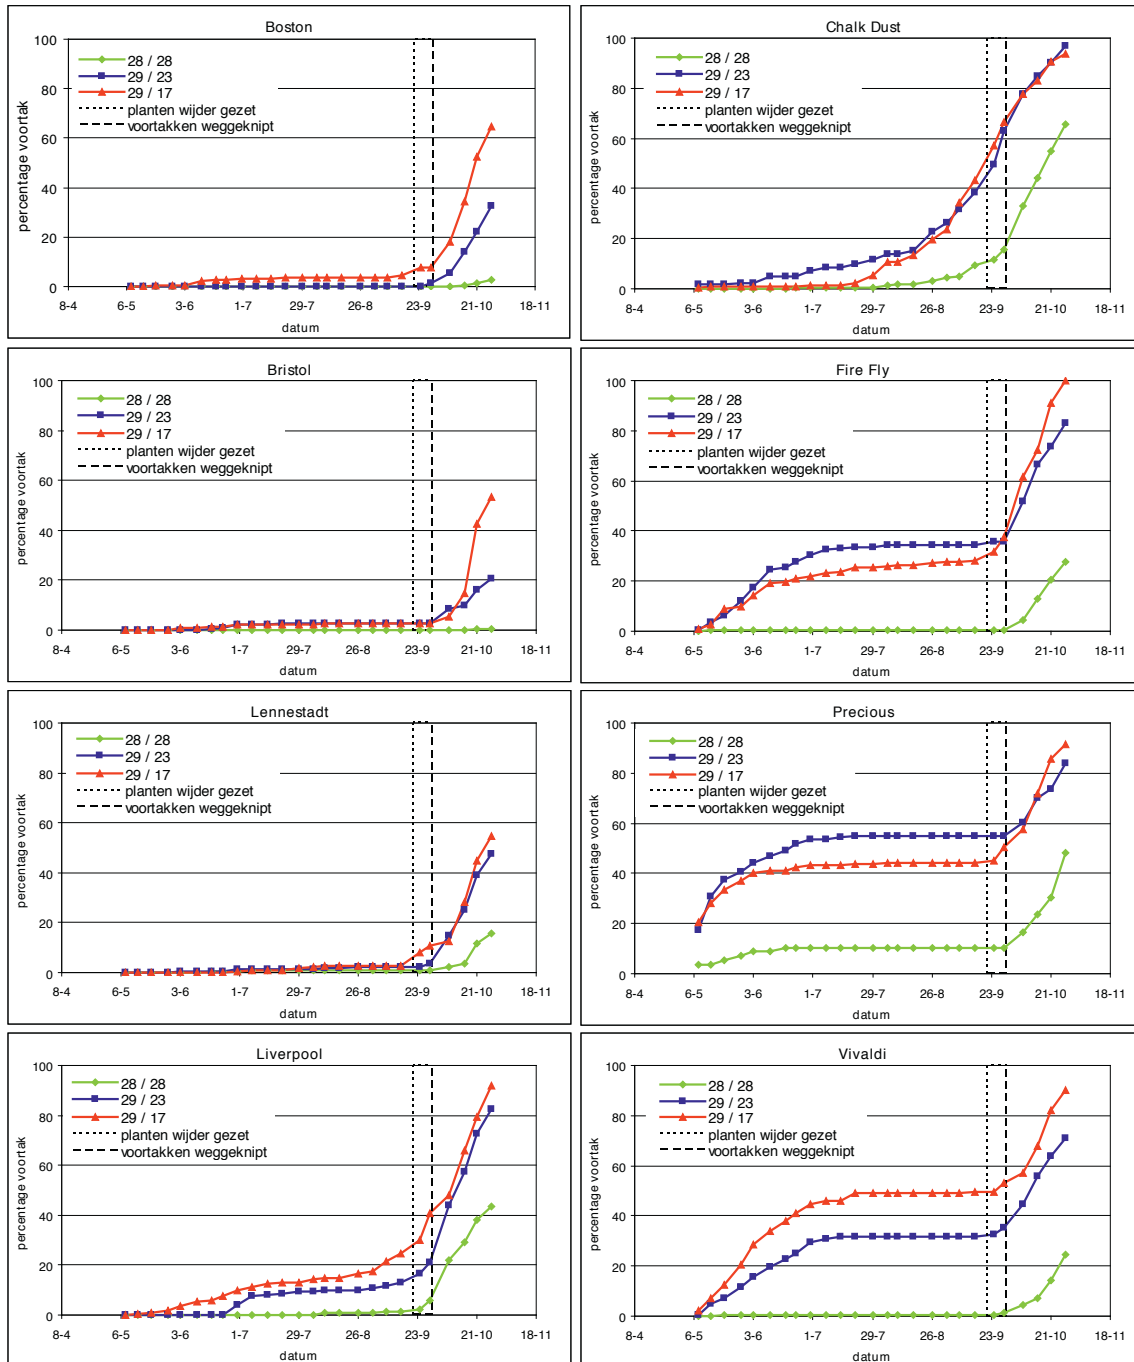 Boston
100
80
60
40
20
0
percentage voortak
28 / 28
29 / 23
29 / 17
planten wijder gezet
voortakken weggeknipt
8-4 6-5 3-6 1-7 29-7 26-8 23-9 21-10 18-11
datum
Chalk Dust
100
80
60
40
20
0
percentage voortak
28 / 28
29 / 23
29 / 17
planten wijder gezet
voortakken weggeknipt
8-4 6-5 3-6 1-7 29-7 26-8 23-9 21-10 18-11
datum
Bristol
100
80
60
40
20
0
percentage voortak
28 / 28
29 / 23
29 / 17
planten wijder gezet
voortakken weggeknipt
8-4 6-5 3-6 1-7 29-7 26-8 23-9 21-10 18-11
datum
Fire Fly
100
80
60
40
20
0
percentage voortak
28 / 28
29 / 23
29 / 17
planten wijder gezet
voortakken weggeknipt
8-4 6-5 3-6 1-7 29-7 26-8 23-9 21-10 18-11
datum
Lennestadt
100
80
60
40
20
0
percentage voortak
28 / 28
29 / 23
29 / 17
planten wijder gezet
voortakken weggeknipt
8-4 6-5 3-6 1-7 29-7 26-8 23-9 21-10 18-11
datum
Precious
100
80
60
40
20
0
percentage voortak
28 / 28
29 / 23
29 / 17
planten wijder gezet
voortakken weggeknipt
8-4 6-5 3-6 1-7 29-7 26-8 23-9 21-10 18-11
datum
Liverpool
100
80
60
40
20
0
percentage voortak
28 / 28
29 / 23
29 / 17
planten wijder gezet
voortakken weggeknipt
8-4 6-5 3-6 1-7 29-7 26-8 23-9 21-10 18-11
datum
Vivaldi
100
80
60
40
20
0
percentage voortak
28 / 28
29 / 23
29 / 17
planten wijder gezet
voortakken weggeknipt
8-4 6-5 3-6 1-7 29-7 26-8 23-9 21-10 18-11
datum